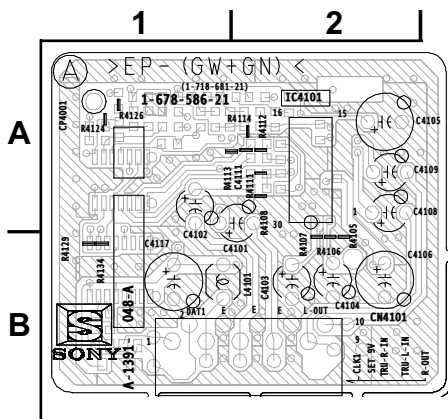 1 2
A
B
A >EP-(GW+GN)<
(1-718-681-21)
1-678-586-21
IC4101
CP4001
R4124
R4126
R4114
R4112
16
15
C4105
R4113
C4111
R4111
C4109
R4108
1
C4108
C4102
C4101
30
R4107
R4106
R4105
R4129
R4134
C4117
L4101
C4103
C4104
C4106
2
DAT1
E
E
E
L-OUT
CN4101
SONY
A-1391-
048-A
1
10
9
CLK1
SET 9V
TRU-R-IN
TRU-L-IN
R-OUT